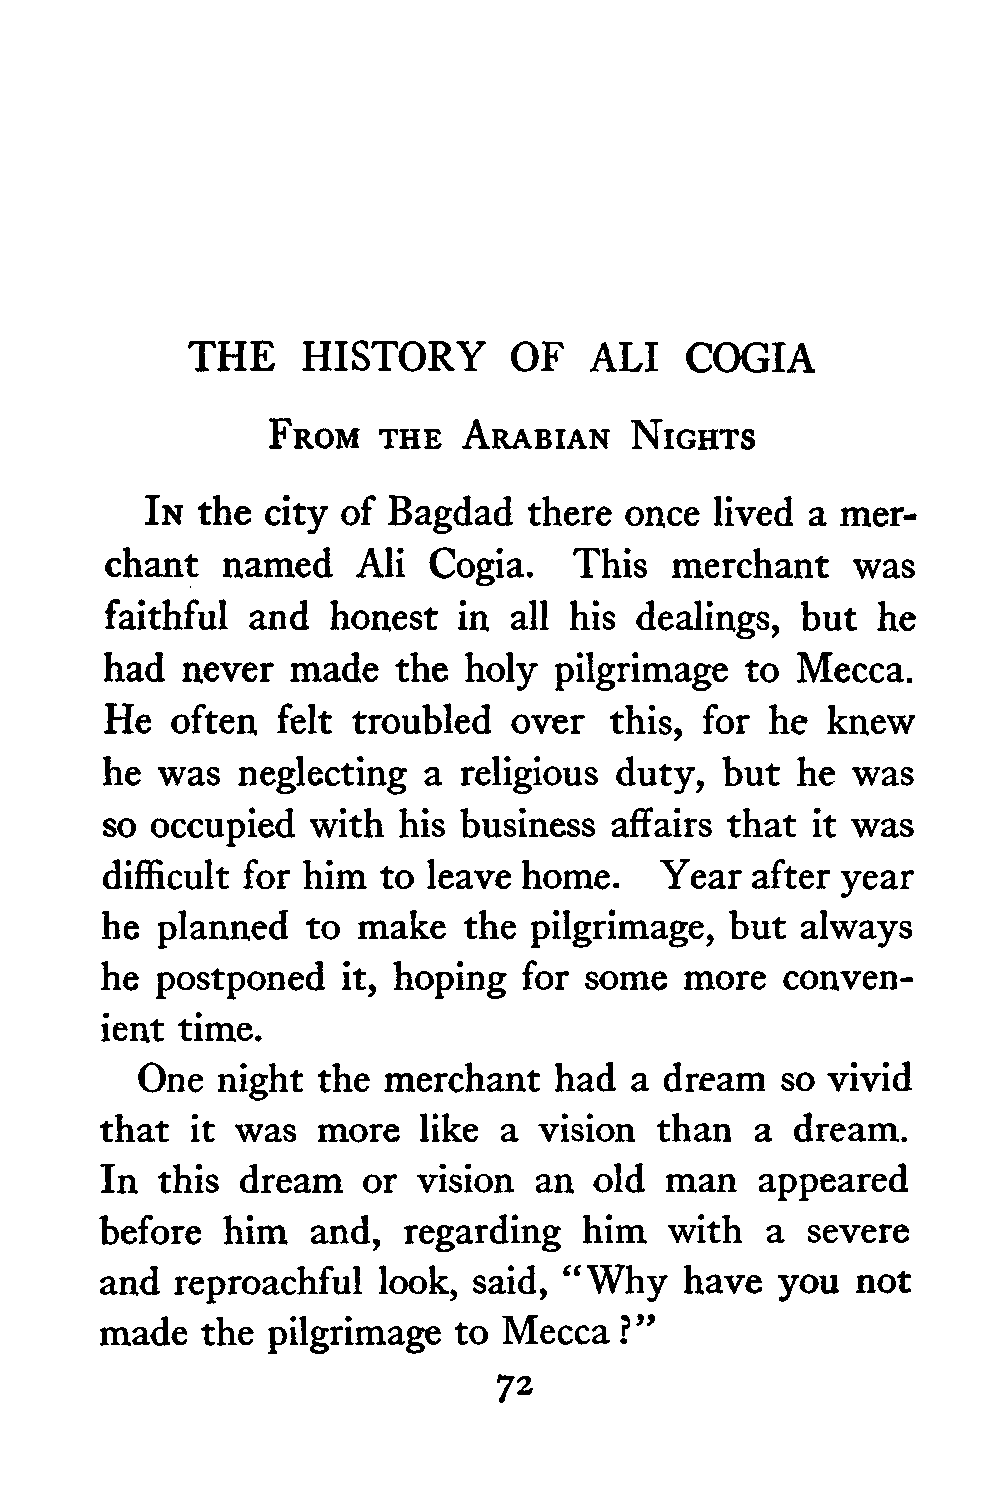 THE HISTORY OF ALI COGIA
FROM THE ARABIAN NIGHTS
IN the city of Bagdad there once lived a mer-
chant named Ali Cogia. This merchant was
faithful and honest in all his dealings, but he
had never made the holy pilgrimage to Mecca.
He often felt troubled over this, for he knew
he was neglecting a religious duty, but he was
so occupied with his business affairs that it was
difficult for him to leave home. Year after year
he planned to make the pilgrimage, but always
he postponed it, hoping for some more conven-
ient time.
One night the merchant had a dream so vivid
that it was more like a vision than a dream.
In this dream or vision an old man appeared
before him and, regarding him with a severe
and reproachful look, said, “Why have you not
made the pilgrimage to Mecca?”
72